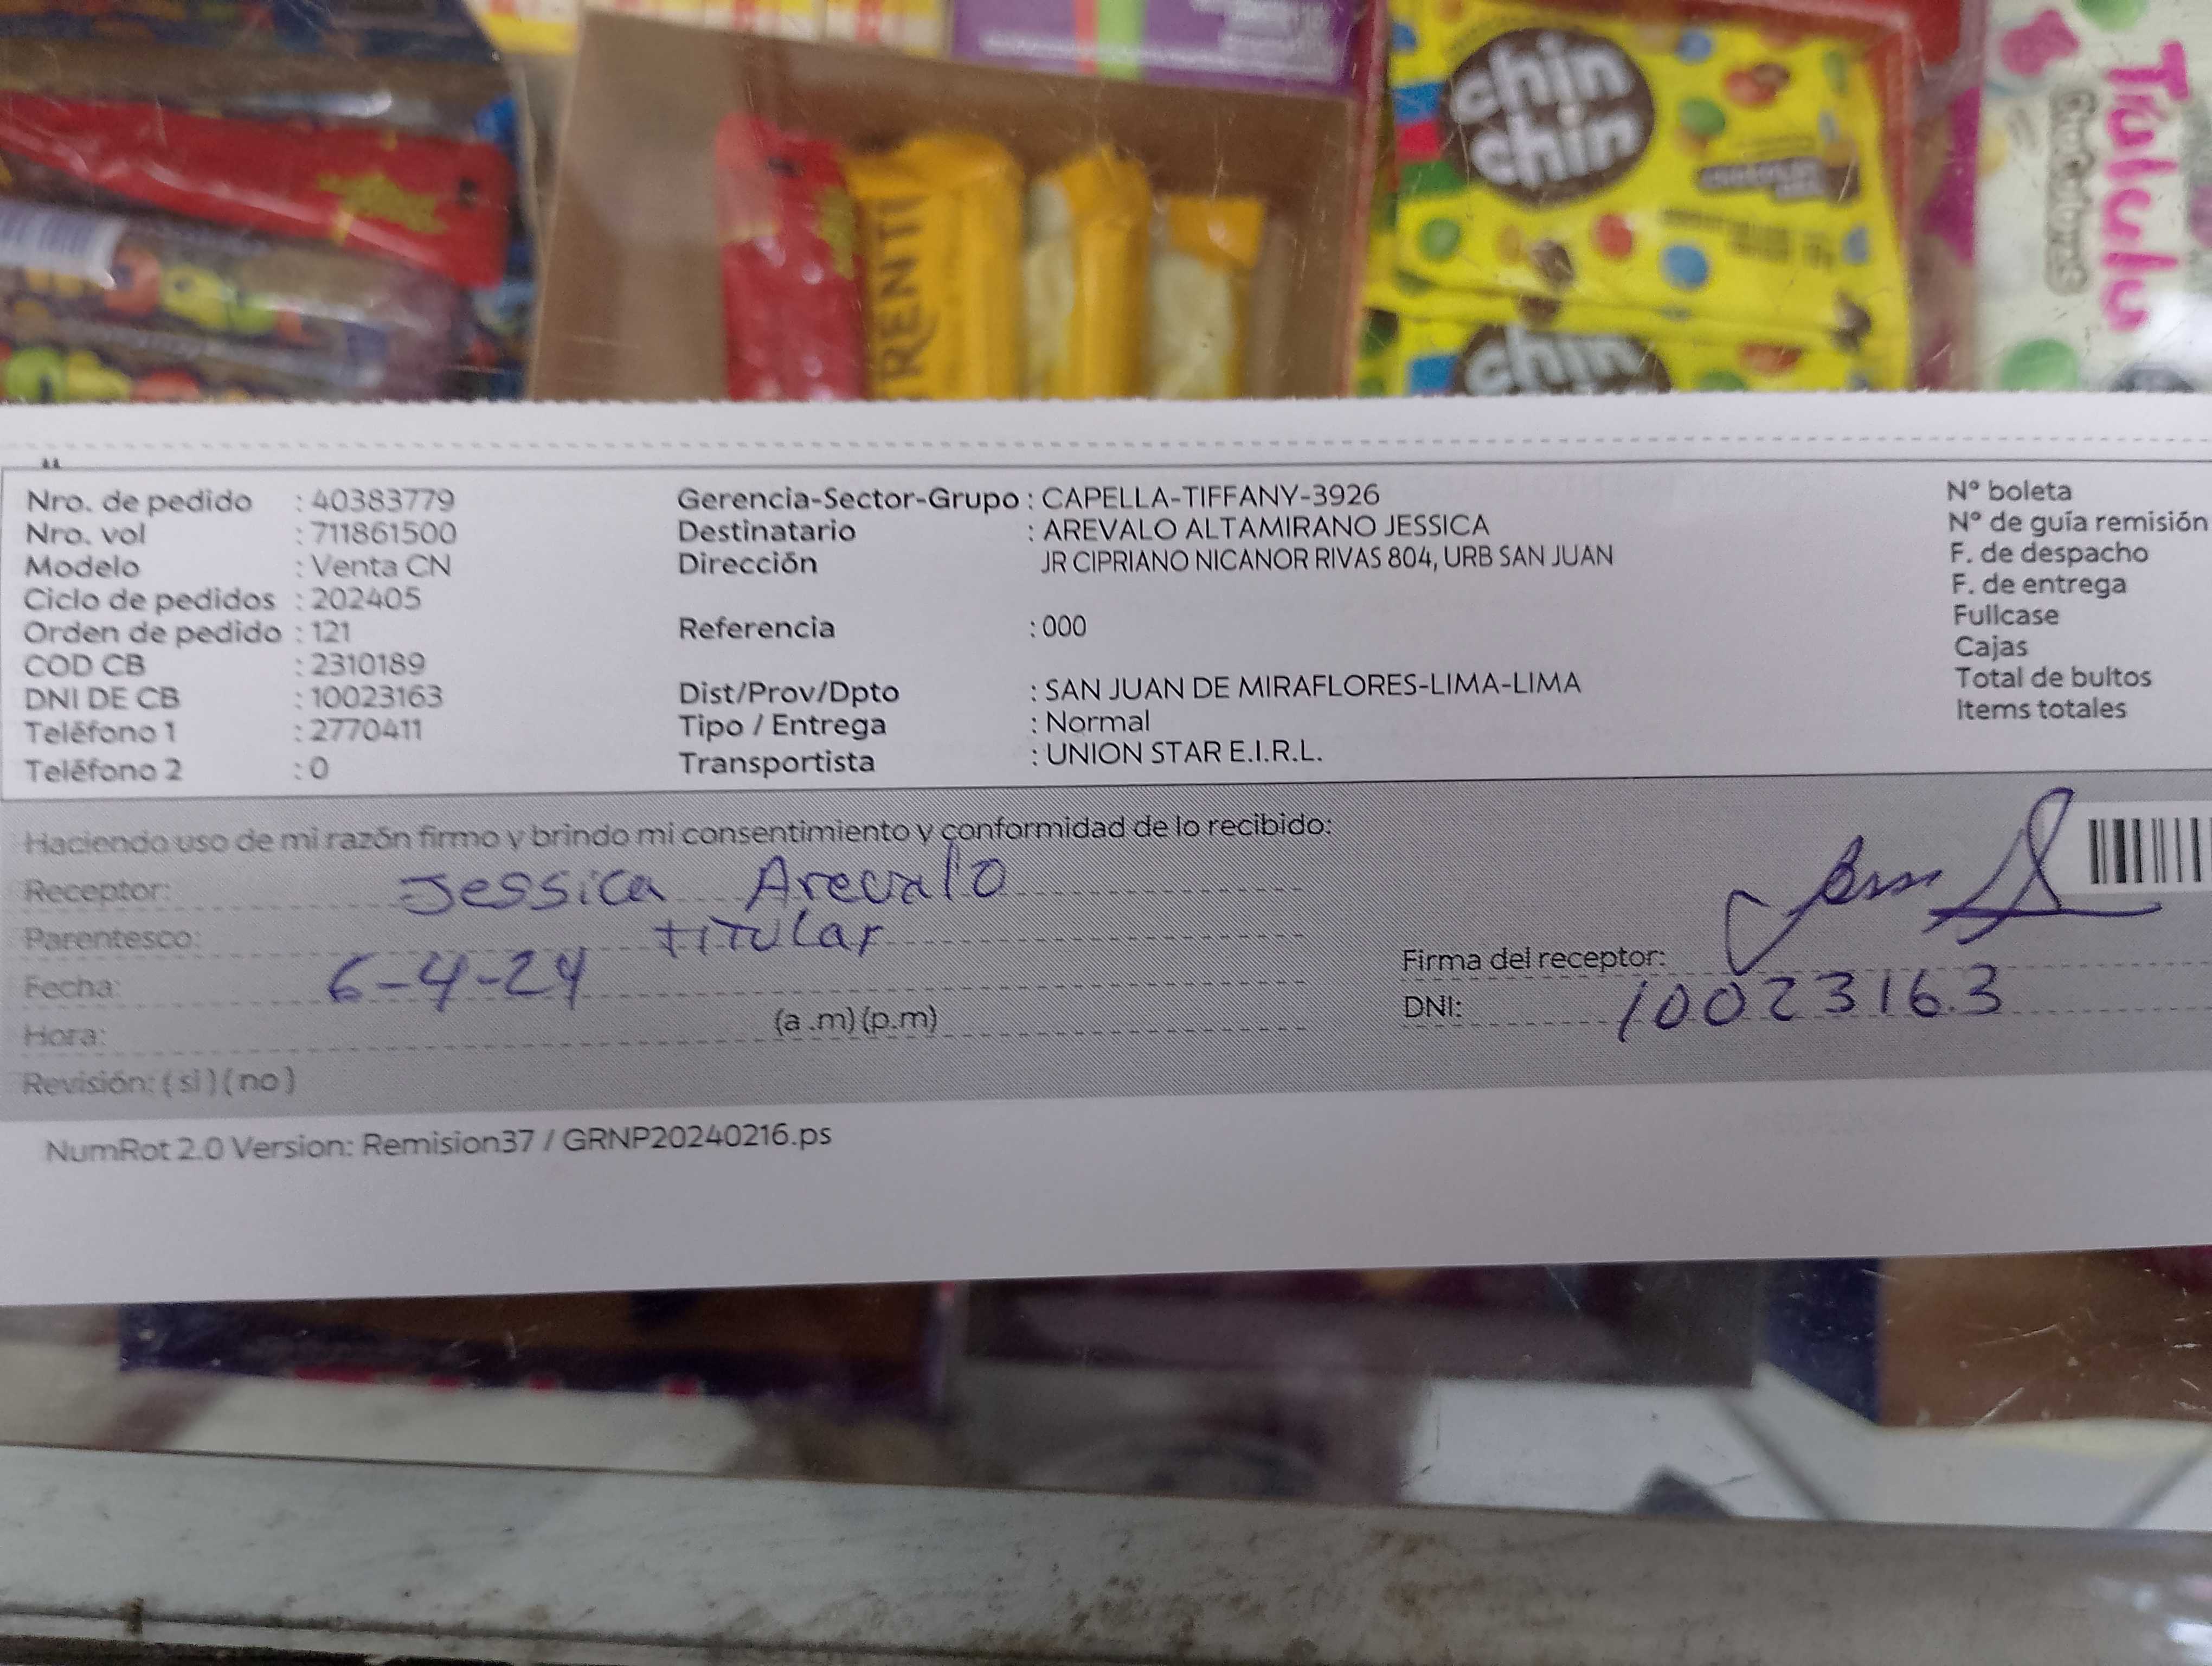 chin
chin
TRENTI
chin
Tulalu
Nro. de pedido : 40383779
Nro. vol : 711861500
Modelo : Venta CN
Ciclo de pedidos : 202405
Orden de pedido : 121
COD CB : 2310189
DNI DE CB : 10023163
Teléfono 1 : 2770411
Teléfono 2 : 0
Gerencia-Sector-Grupo : CAPELLA-TIFFANY-3926
Destinatario : AREVALO ALTAMIRANO JESSICA
Dirección JR CIPRIANO NICANOR RIVAS 804, URB SAN JUAN
Referencia : 000
Dist/Prov/Dpto : SAN JUAN DE MIRAFLORES-LIMA-LIMA
Tipo / Entrega : Normal
Transportista : UNION STAR E.I.R.L.
N° boleta
N° de guía remisión
F. de despacho
F. de entrega
Fullcase
Cajas
Total de bultos
Items totales
Haciendo uso de mi razón firmo y brindo mi consentimiento y conformidad de lo recibido:
Receptor: Jessica Arevalo
Parentesco: titular
Fecha: 6-4-24
Hora: (a .m) (p.m)
Revisión: ( si ) ( no )
Firma del receptor:
DNI: 10023163
NumRot 2.0 Version: Remision37 / GRNP20240216.ps